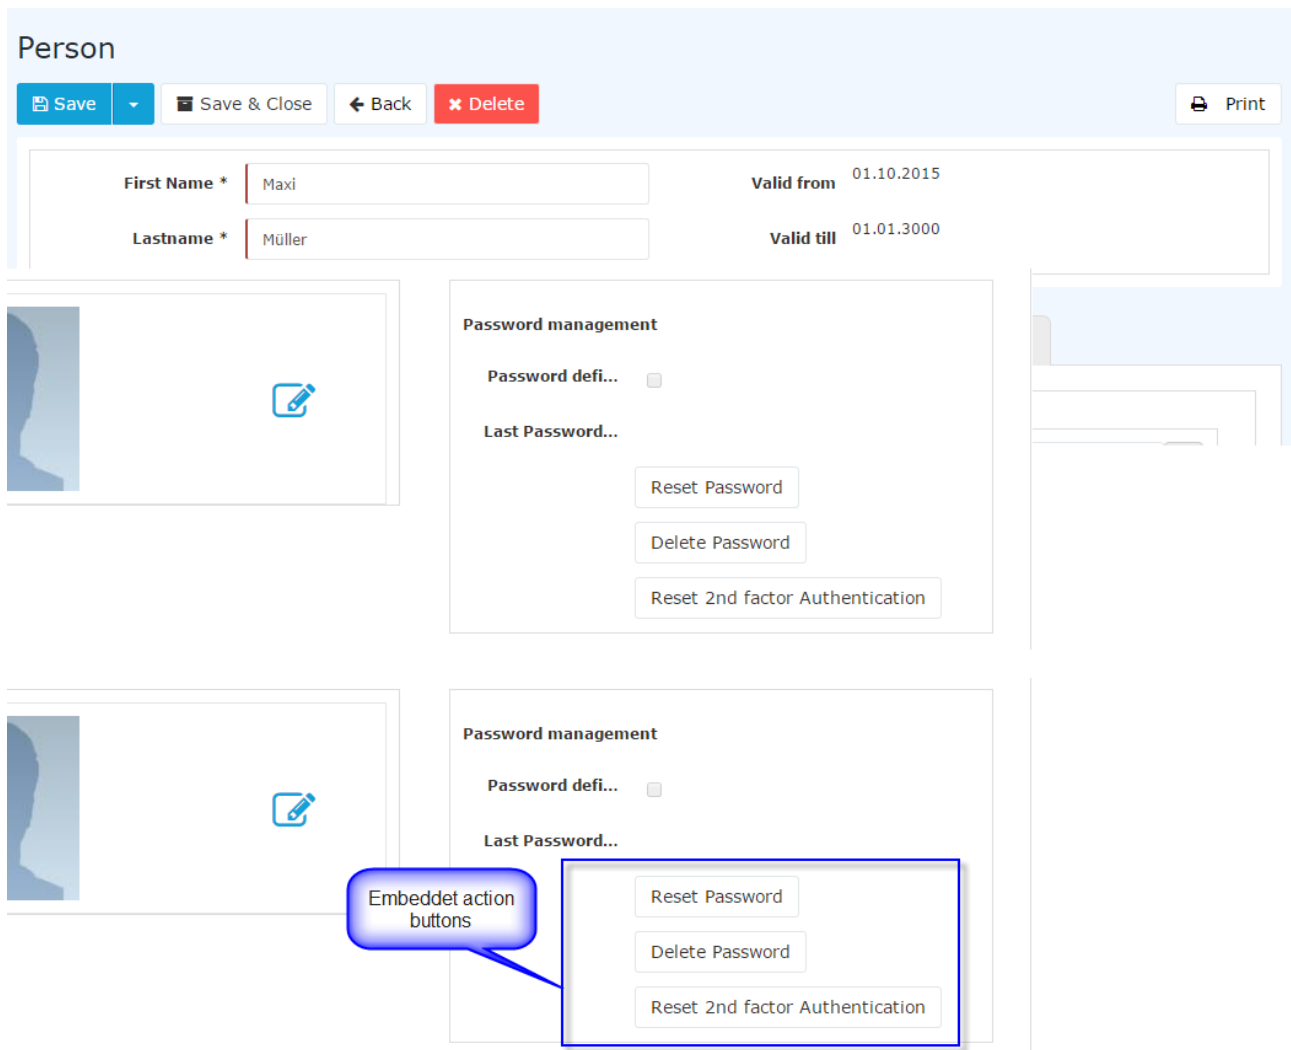 Person
Save
Save & Close
Back
Delete
Print
First Name *
Maxi
Valid from
01.10.2015
Lastname *
Müller
Valid till
01.01.3000
Password management
Password defi...
Last Password...
Reset Password
Delete Password
Reset 2nd factor Authentication
Password management
Password defi...
Last Password...
Embeddet action
buttons
Reset Password
Delete Password
Reset 2nd factor Authentication